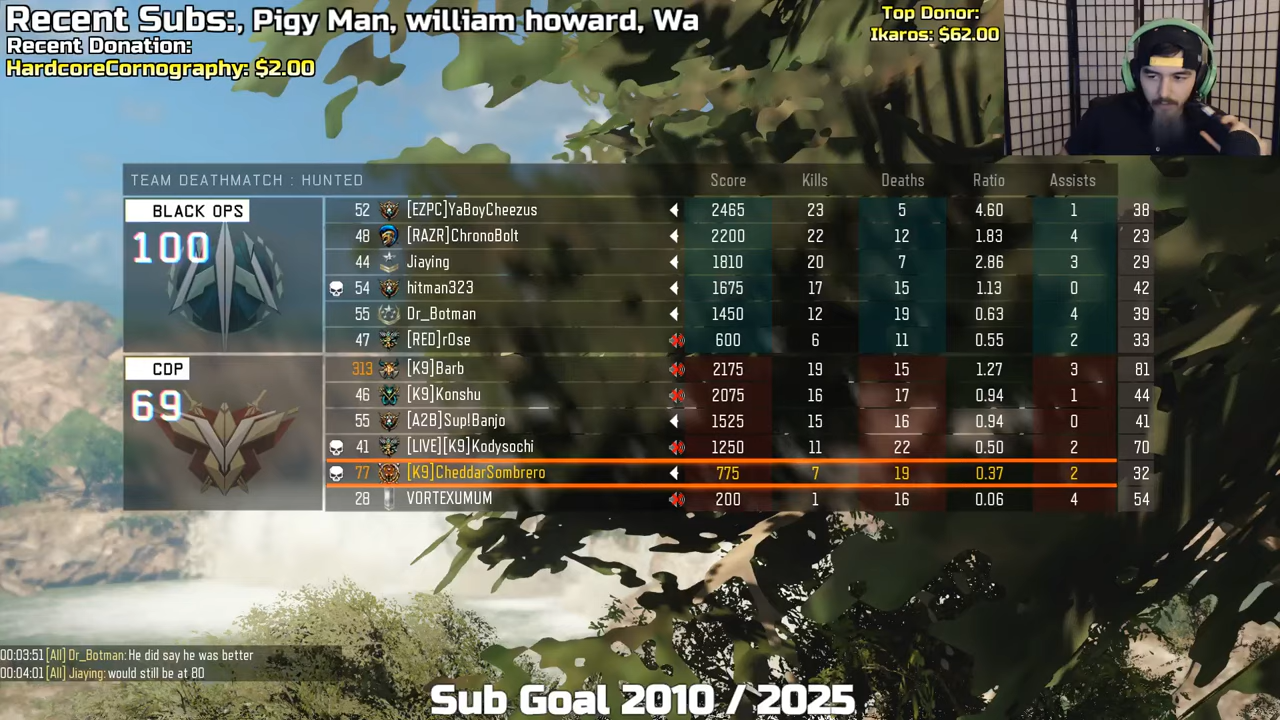 Recent Subs:, Pigy Man, william howard, Wa
Recent Donation:
HardcoreCornography: $2.00
Top Donor:
Ikaros: $62.00
TEAM DEATHMATCH : HUNTED Score Kills Deaths Ratio Assists
BLACK OPS
100
52 [EZPC]YaBoyCheezus 2465 23 5 4.60 1 38
48 [RAZR]ChronoBolt 2200 22 12 1.83 4 23
44 Jiaying 1810 20 7 2.86 3 29
54 hitman323 1675 17 15 1.13 0 42
55 Dr_Botman 1450 12 19 0.63 4 39
47 [RED]r0se 600 6 11 0.55 2 33
CDP
69
313 [K9]Barb 2175 19 15 1.27 3 81
46 [K9]Konshu 2075 16 17 0.94 1 44
55 [A2B]Sup!Banjo 1525 15 16 0.94 0 41
41 [LIVE][K9]Kodysochi 1250 11 22 0.50 2 70
77 [K9]CheddarSombrero 775 7 19 0.37 2 32
28 VORTEXUMUM 200 1 16 0.06 4 54
00:03:51 [All] Dr_Botman: He did say he was better
00:04:01 [All] Jiaying: would still be at 80
Sub Goal 2010 / 2025